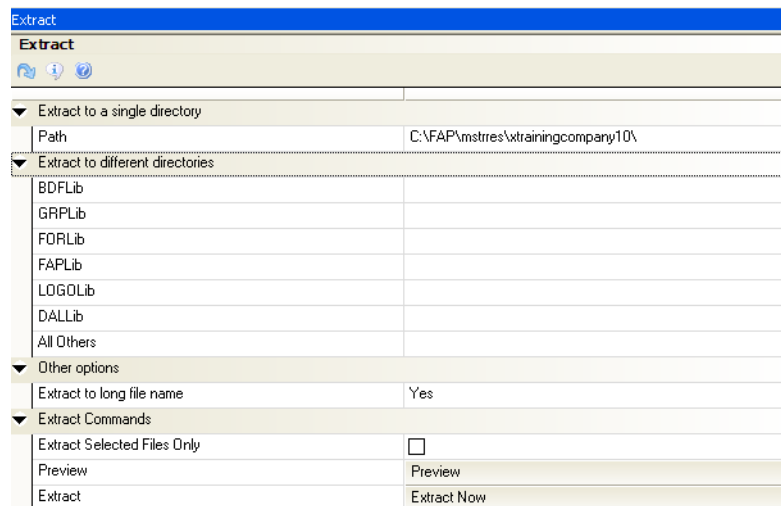 Extract
Extract
Extract to a single directory
Path C:\FAP\mstrres\xtrainingcompany10\
Extract to different directories
BDFLib
GRPLib
FORLib
FAPLib
LOGOLib
DALLib
All Others
Other options
Extract to long file name Yes
Extract Commands
Extract Selected Files Only
Preview Preview
Extract Extract Now